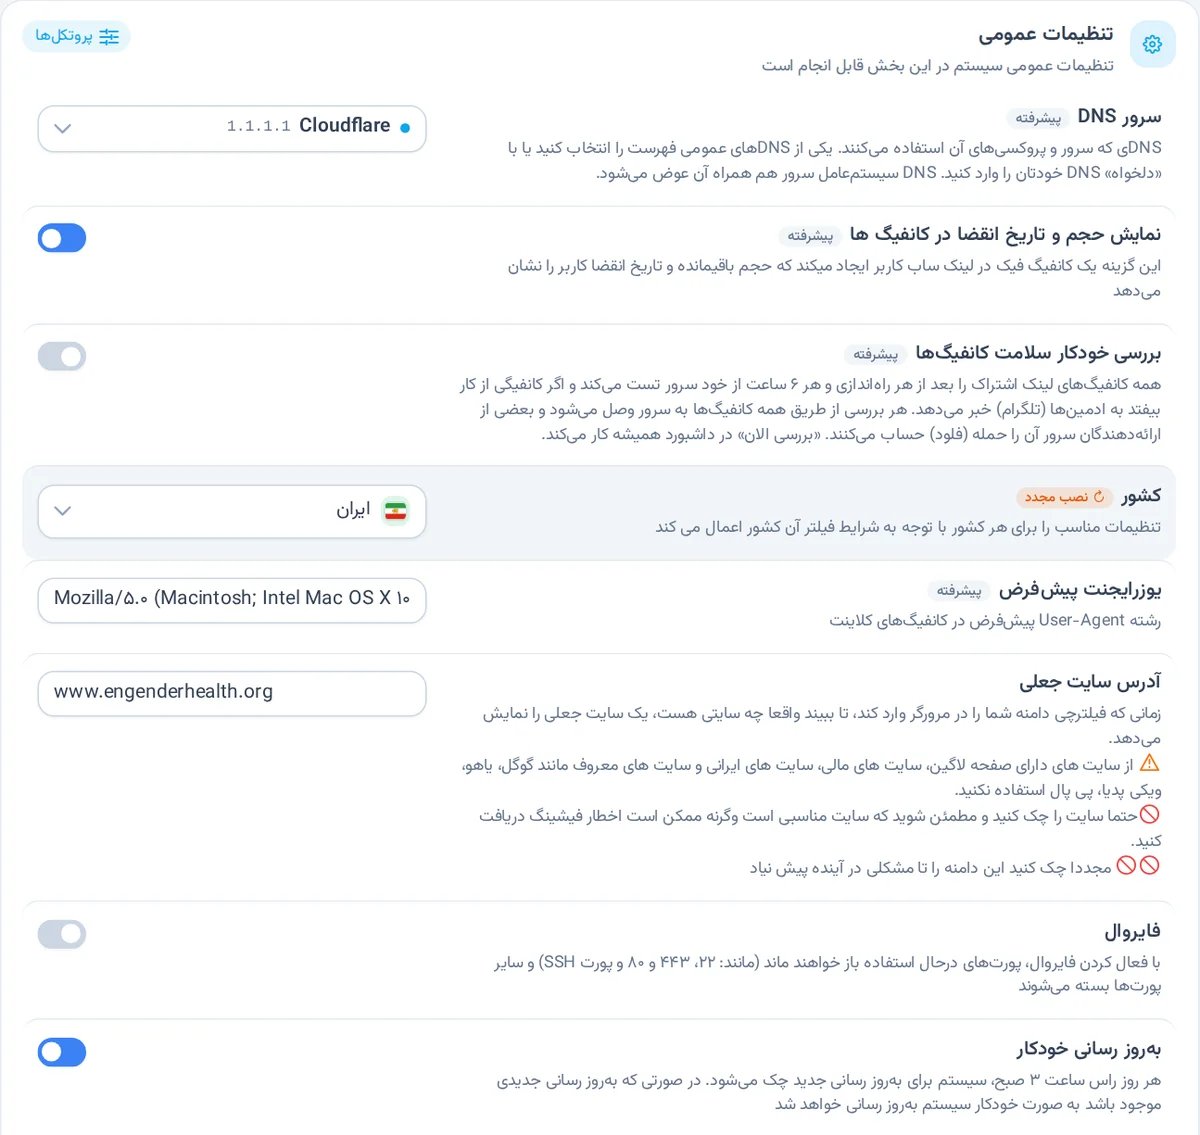 تنظیمات عمومی
تنظیمات عمومی سیستم در این بخش قابل انجام است
پروتکل‌ها
سرور DNS پیشرفته
DNSی که سرور و پروکسی‌های آن استفاده می‌کنند. یکی از DNSهای عمومی فهرست را انتخاب کنید یا با
«دلخواه» DNS خودتان را وارد کنید. DNS سیستم‌عامل سرور هم همراه آن عوض می‌شود.
Cloudflare 1.1.1.1
نمایش حجم و تاریخ انقضا در کانفیگ ها پیشرفته
این گزینه یک کانفیگ فیک در لینک ساب کاربر ایجاد میکند که حجم باقیمانده و تاریخ انقضا کاربر را نشان
می‌دهد
بررسی خودکار سلامت کانفیگ‌ها پیشرفته
همه کانفیگ‌های لینک اشتراک را بعد از هر راه‌اندازی و هر ۶ ساعت از خود سرور تست می‌کند و اگر کانفیگی از کار
بیفتد به ادمین‌ها (تلگرام) خبر می‌دهد. هر بررسی از طریق همه کانفیگ‌ها به سرور وصل می‌شود و بعضی از
ارائه‌دهندگان سرور آن را حمله (فلود) حساب می‌کنند. «بررسی الان» در داشبورد همیشه کار می‌کند.
کشور نصب مجدد
تنظیمات مناسب را برای هر کشور با توجه به شرایط فیلتر آن کشور اعمال می کند
ایران
یوزرایجنت پیش‌فرض پیشرفته
رشته User-Agent پیش‌فرض در کانفیگ‌های کلاینت
Mozilla/۵.۰ (Macintosh; Intel Mac OS X ۱۰
آدرس سایت جعلی
زمانی که فیلترچی دامنه شما را در مرورگر وارد کند، تا ببیند واقعا چه سایتی هست، یک سایت جعلی را نمایش
می‌دهد.
⚠️ از سایت های دارای صفحه لاگین، سایت های مالی، سایت های ایرانی و سایت های معروف مانند گوگل، یاهو،
ویکی پدیا، پی پال استفاده نکنید.
🚫حتما سایت را چک کنید و مطمئن شوید که سایت مناسبی است وگرنه ممکن است اخطار فیشینگ دریافت
کنید.
🚫🚫 مجددا چک کنید این دامنه را تا مشکلی در آینده پیش نیاد
www.engenderhealth.org
فایروال
با فعال کردن فایروال، پورت‌های درحال استفاده باز خواهند ماند (مانند: ۲۲، ۴۴۳ و ۸۰ و پورت SSH) و سایر
پورت‌ها بسته می‌شوند
به‌روز رسانی خودکار
هر روز راس ساعت ۳ صبح، سیستم برای به‌روز رسانی جدید چک می‌شود. در صورتی که به‌روز رسانی جدیدی
موجود باشد به صورت خودکار سیستم به‌روز رسانی خواهد شد